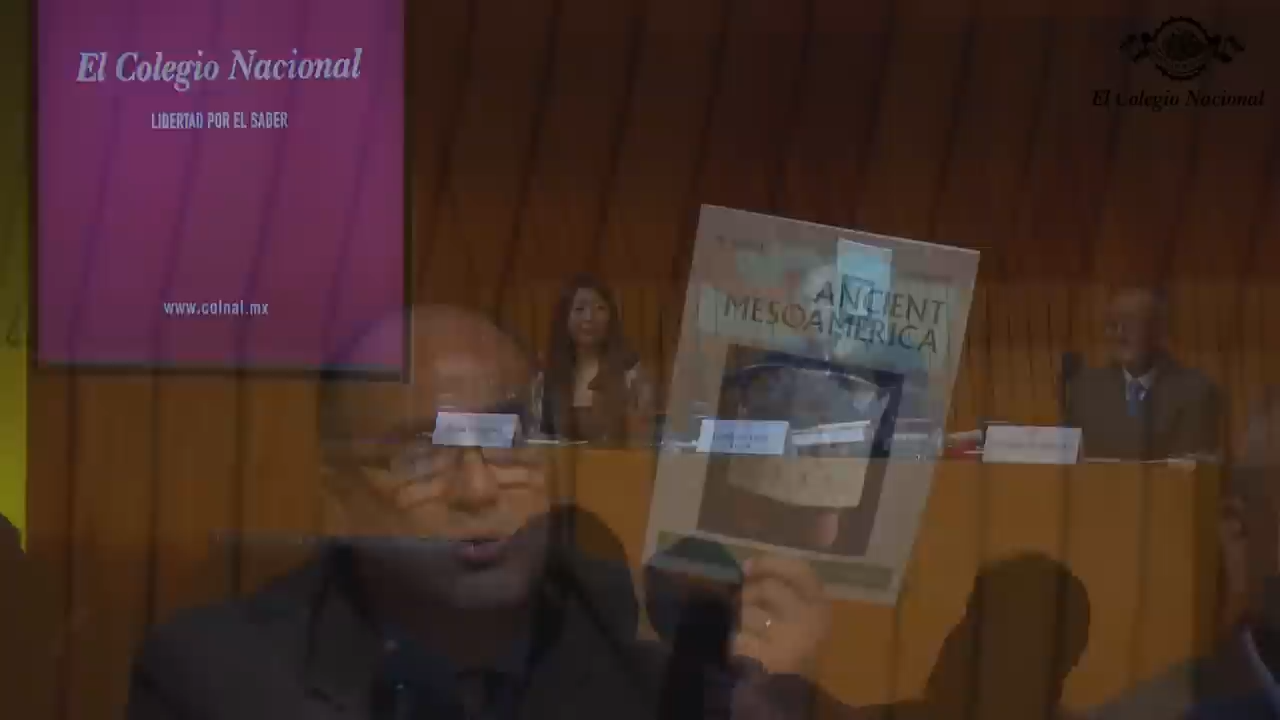 El Colegio Nacional
LIBERTAD POR EL SABER
www.colnal.mx
El Colegio Nacional
ANCIENT
MESOAMERICA